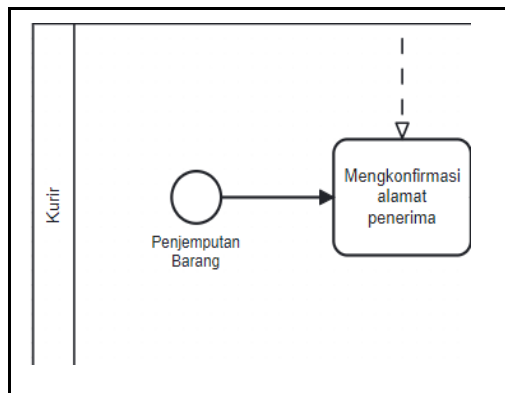 Kurir
Penjemputan
Barang
Mengkonfirmasi
alamat
penerima